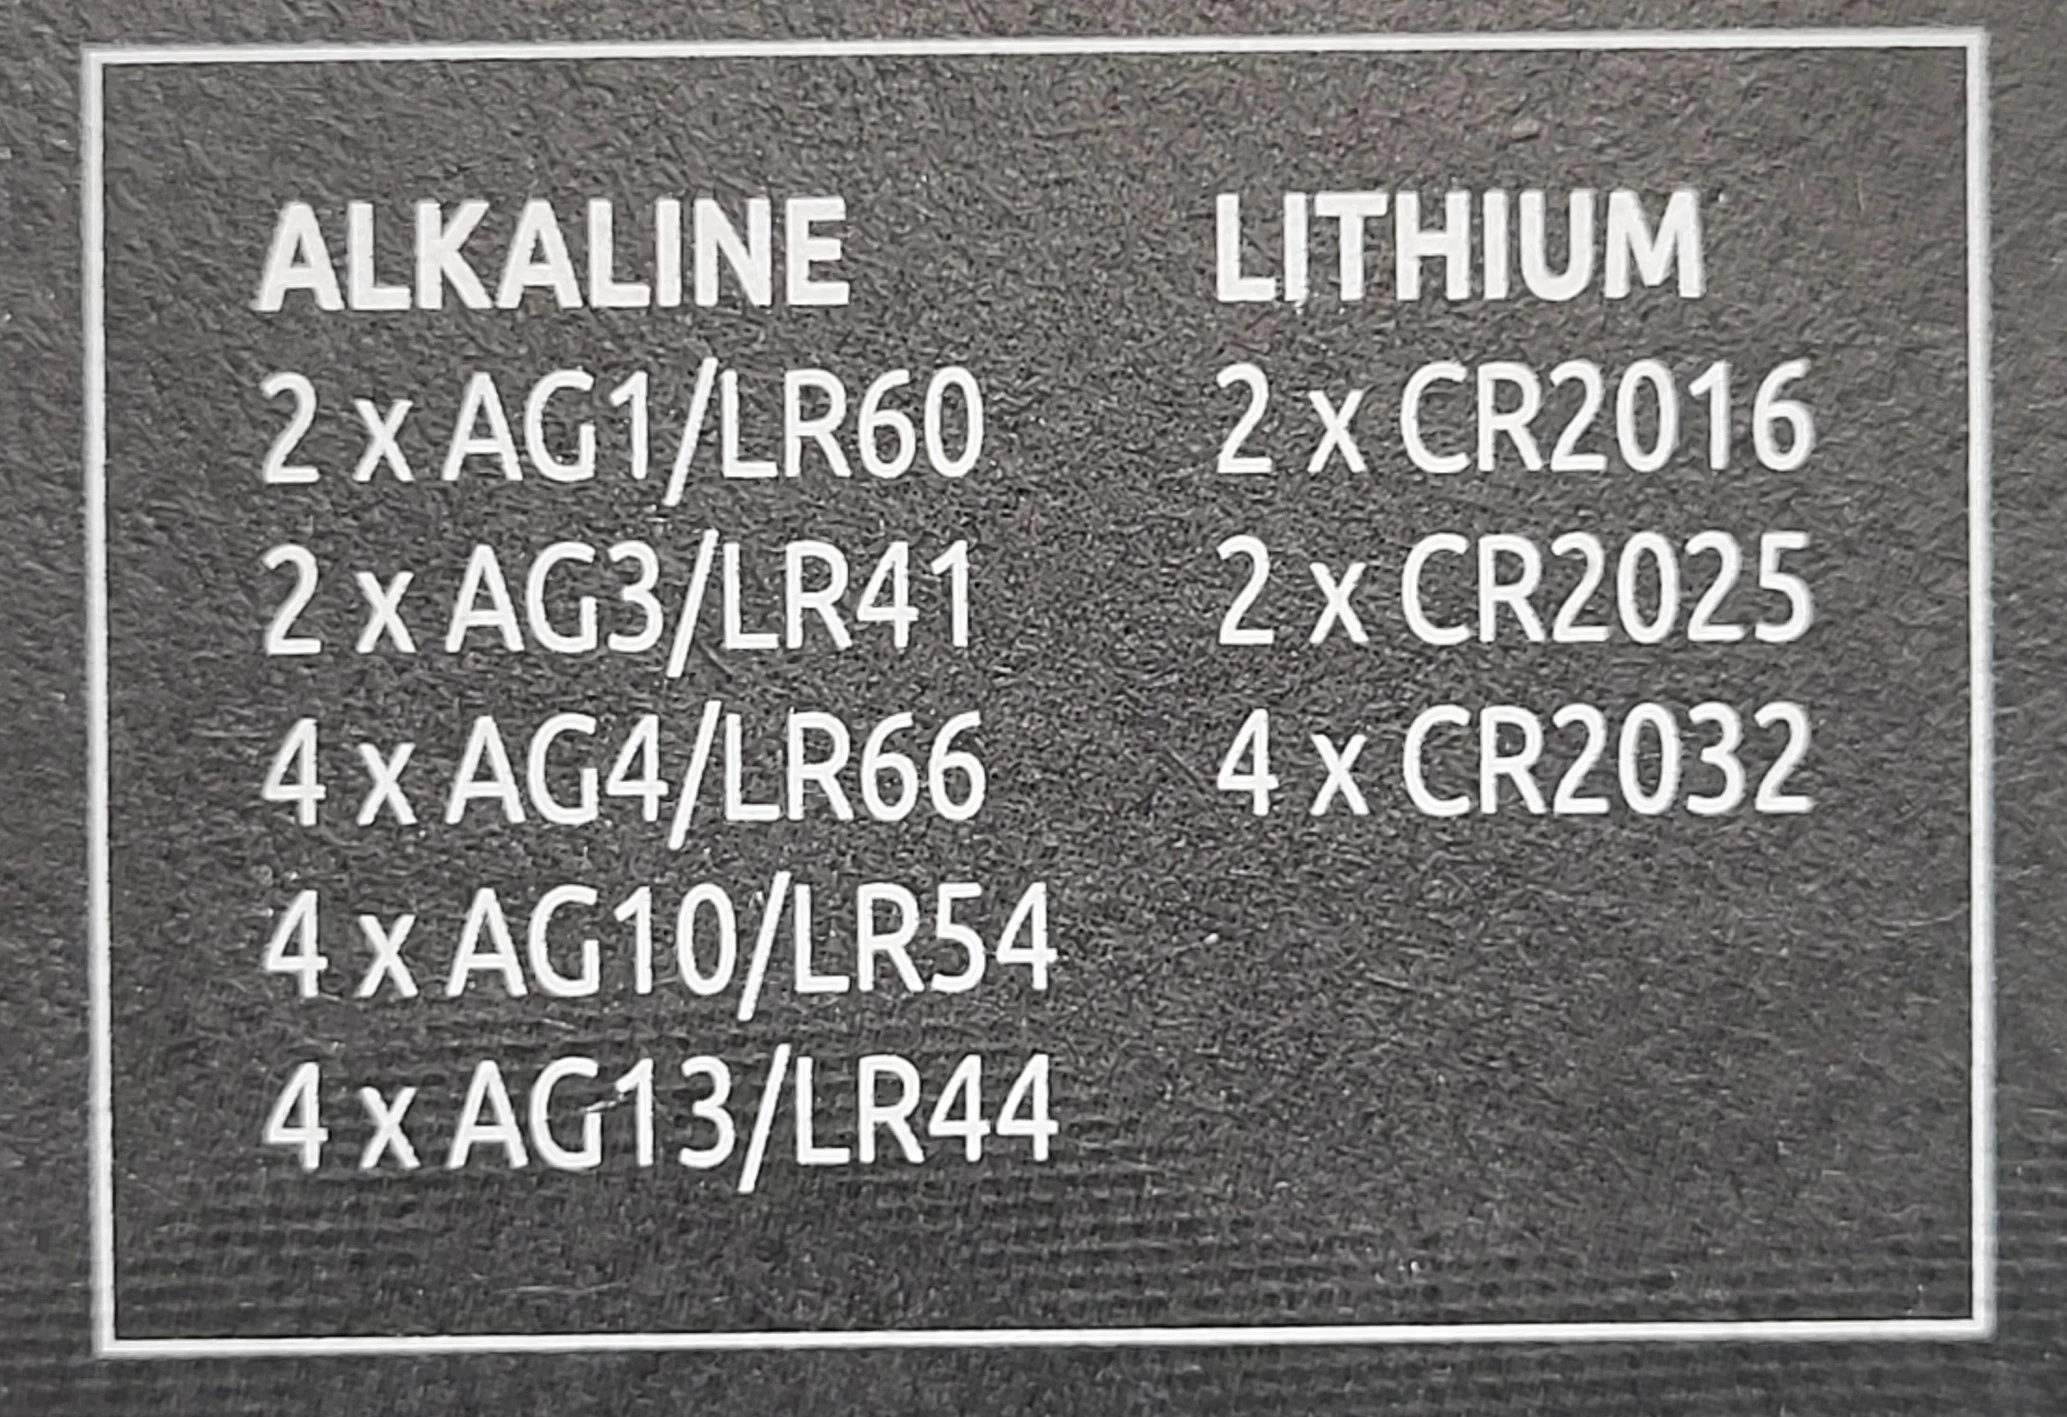 ALKALINE
2 x AG1/LR60
2 x AG3/LR41
4 x AG4/LR66
4 x AG10/LR54
4 x AG13/LR44
LITHIUM
2 x CR2016
2 x CR2025
4 x CR2032